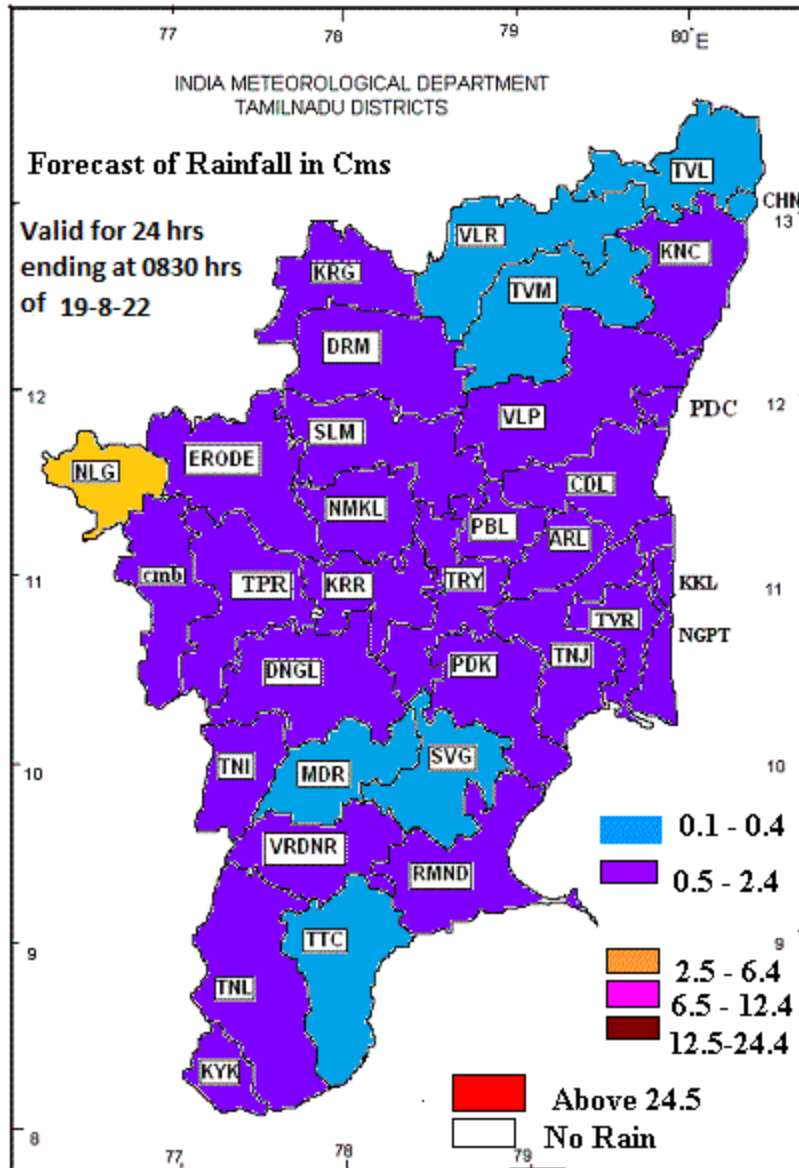 77 78 79 80°E
INDIA METEOROLOGICAL DEPARTMENT
TAMILNADU DISTRICTS
Forecast of Rainfall in Cms
TVL
CHN
13
Valid for 24 hrs
ending at 0830 hrs
of 19-8-22
VLR
KNC
KRG
TVM
DRM
12
12
PDC
VLP
SLM
ERODE
NLG
CDL
NMKL
PBL
ARL
11
cmb
TPR
KRR
TRY
KKL
11
TVR
NGPT
TNJ
DNGL
PDK
10
TNI
MDR
SVG
10
0.1 - 0.4
VRDNR
RMND
0.5 - 2.4
9
TTC
9
2.5 - 6.4
TNL
6.5 - 12.4
12.5-24.4
KYK
Above 24.5
8
No Rain
77 78 79